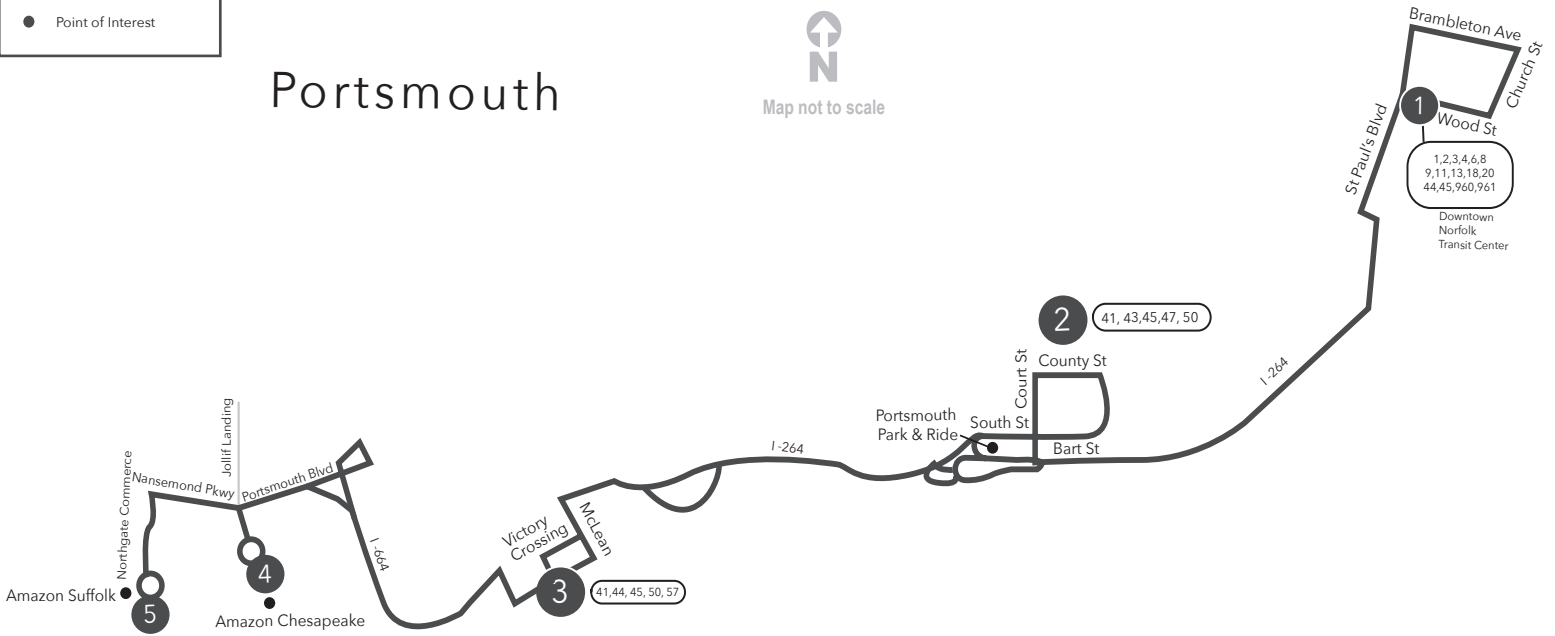 Point of Interest
Portsmouth
N
Map not to scale
Brambleton Ave
Church St
1
Wood St
St Paul's Blvd
1,2,3,4,6,8
9,11,13,18,20
44,45,960,961
Downtown
Norfolk
Transit Center
2
41, 43,45,47, 50
Court St
County St
I -264
Portsmouth
Park & Ride
South St
Bart St
I -264
Jollif Landing
Northgate Commerce
Nansemond Pkwy
Portsmouth Blvd
I -664
Victory
Crossing
McLean
3
41,44, 45, 50, 57
4
Amazon Suffolk
5
Amazon Chesapeake